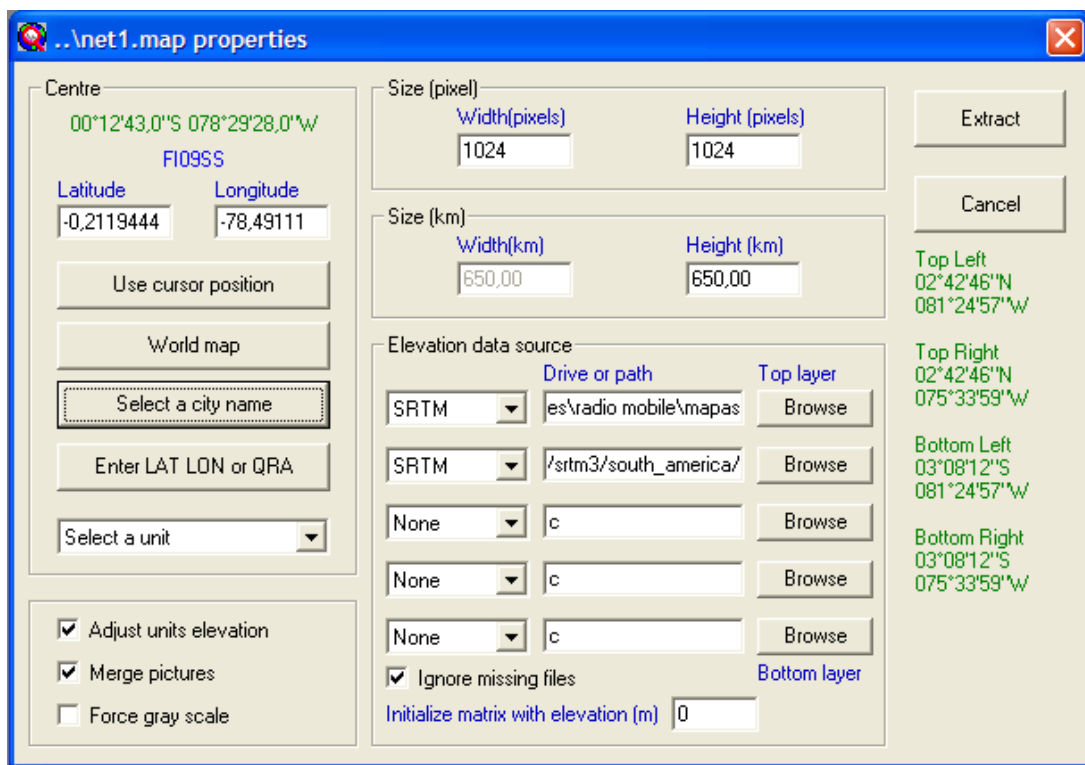 ..\net1.map properties
Centre
00°12'43,0''S 078°29'28,0''W
FI09SS
Latitude Longitude
-0,2119444 -78,49111
Use cursor position
World map
Select a city name
Enter LAT LON or QRA
Select a unit
Adjust units elevation
Merge pictures
Force gray scale
Size (pixel)
Width(pixels) Height (pixels)
1024 1024
Size (km)
Width(km) Height (km)
650,00 650,00
Elevation data source
Drive or path Top layer
SRTM es\radio mobile\mapas Browse
SRTM /srtm3/south_america/ Browse
None c Browse
None c Browse
None c Browse
Ignore missing files Bottom layer
Initialize matrix with elevation (m) 0
Extract
Cancel
Top Left
02°42'46''N
081°24'57''W
Top Right
02°42'46''N
075°33'59''W
Bottom Left
03°08'12''S
081°24'57''W
Bottom Right
03°08'12''S
075°33'59''W